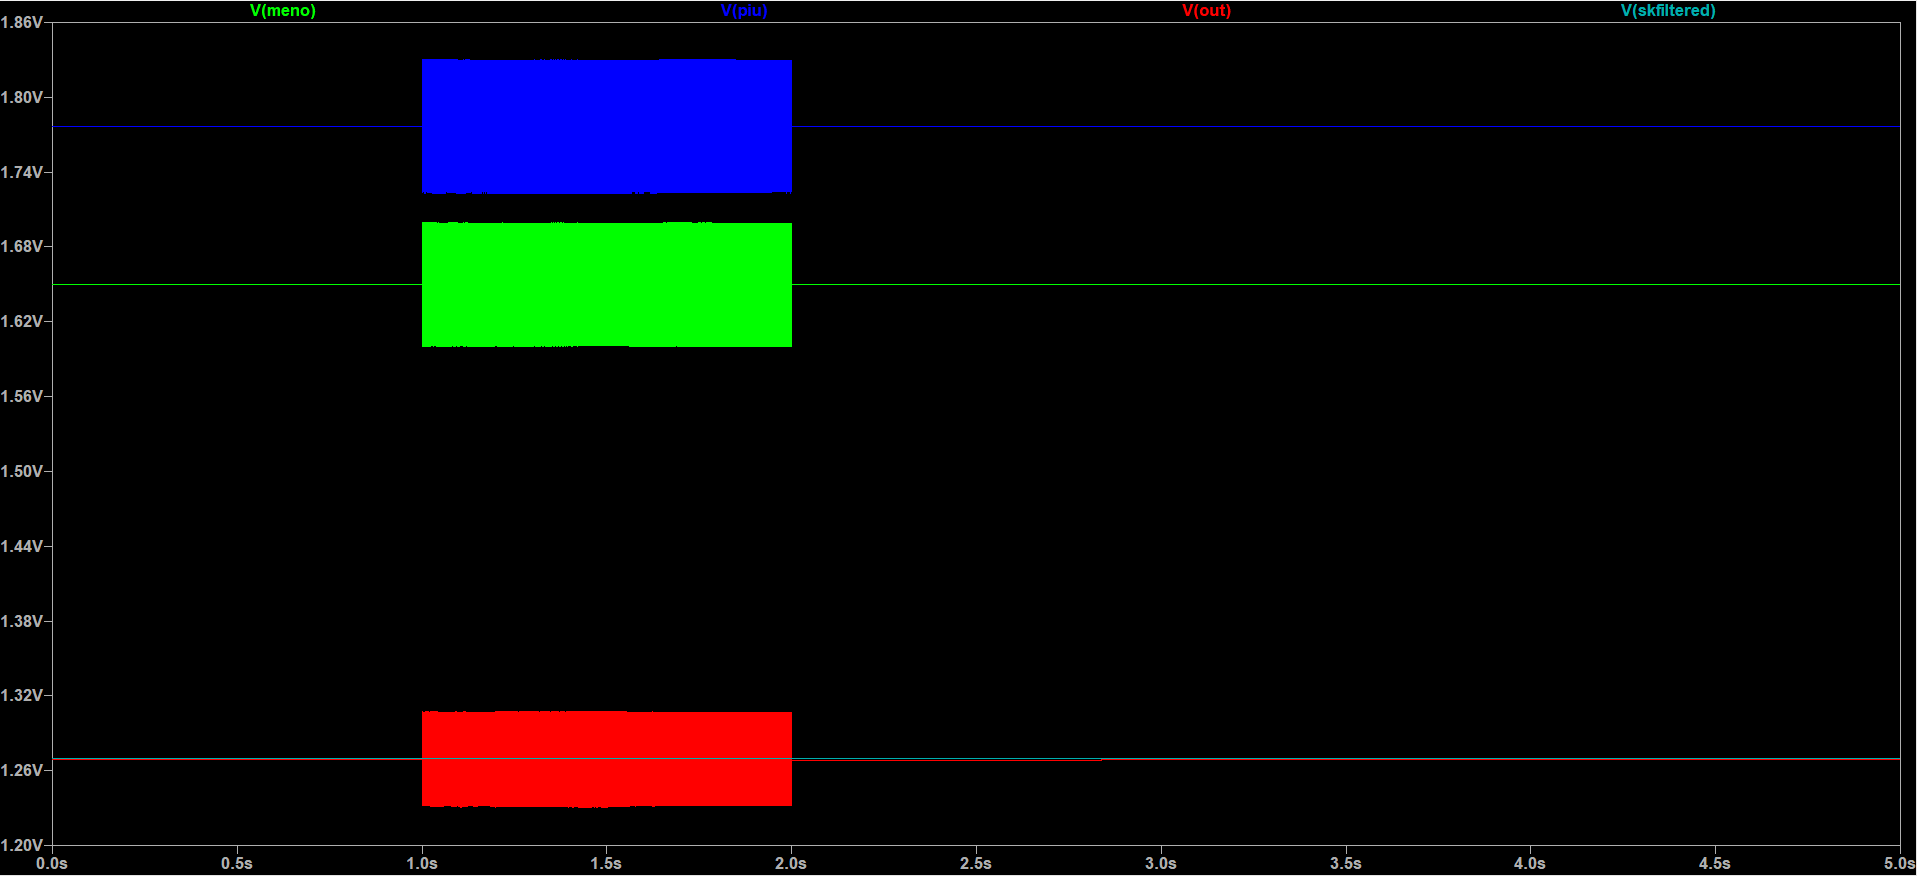 V(meno) V(piu) V(out) V(skfiltered)
1.86V
1.80V
1.74V
1.68V
1.62V
1.56V
1.50V
1.44V
1.38V
1.32V
1.26V
1.20V
0.0s 0.5s 1.0s 1.5s 2.0s 2.5s 3.0s 3.5s 4.0s 4.5s 5.0s